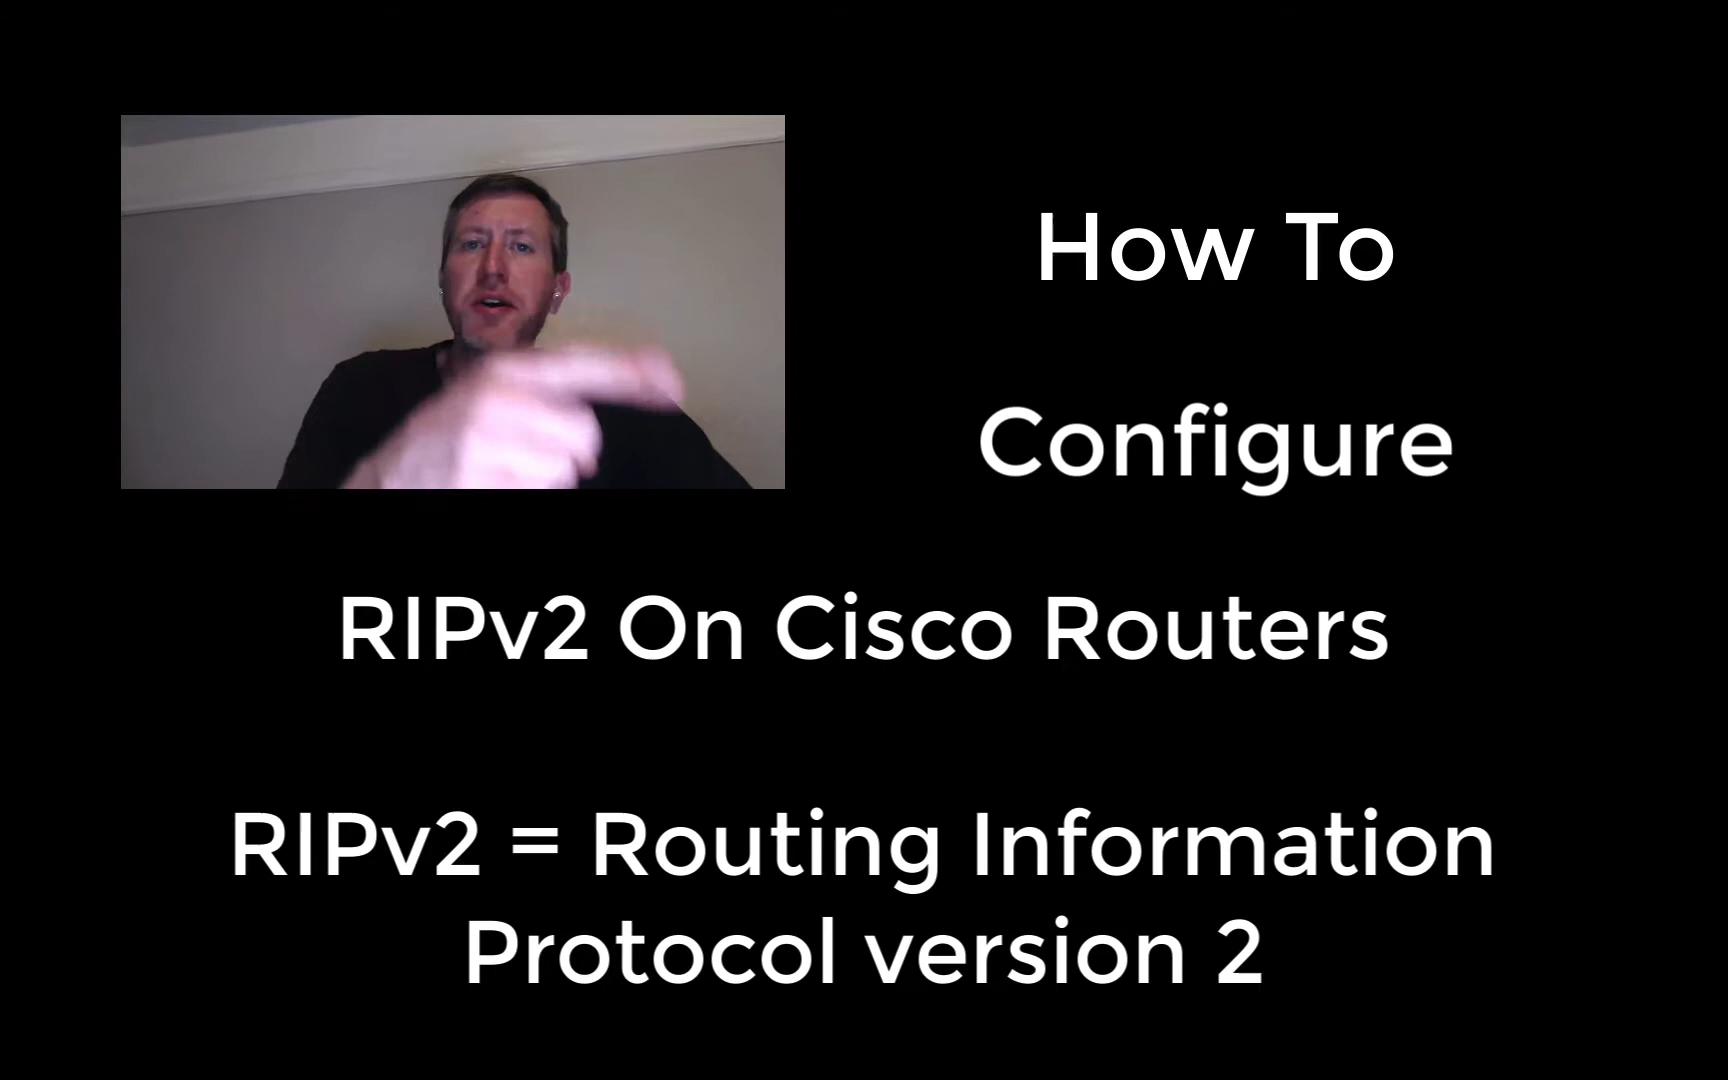 How To
Configure
RIPv2 On Cisco Routers
RIPv2 = Routing Information
Protocol version 2